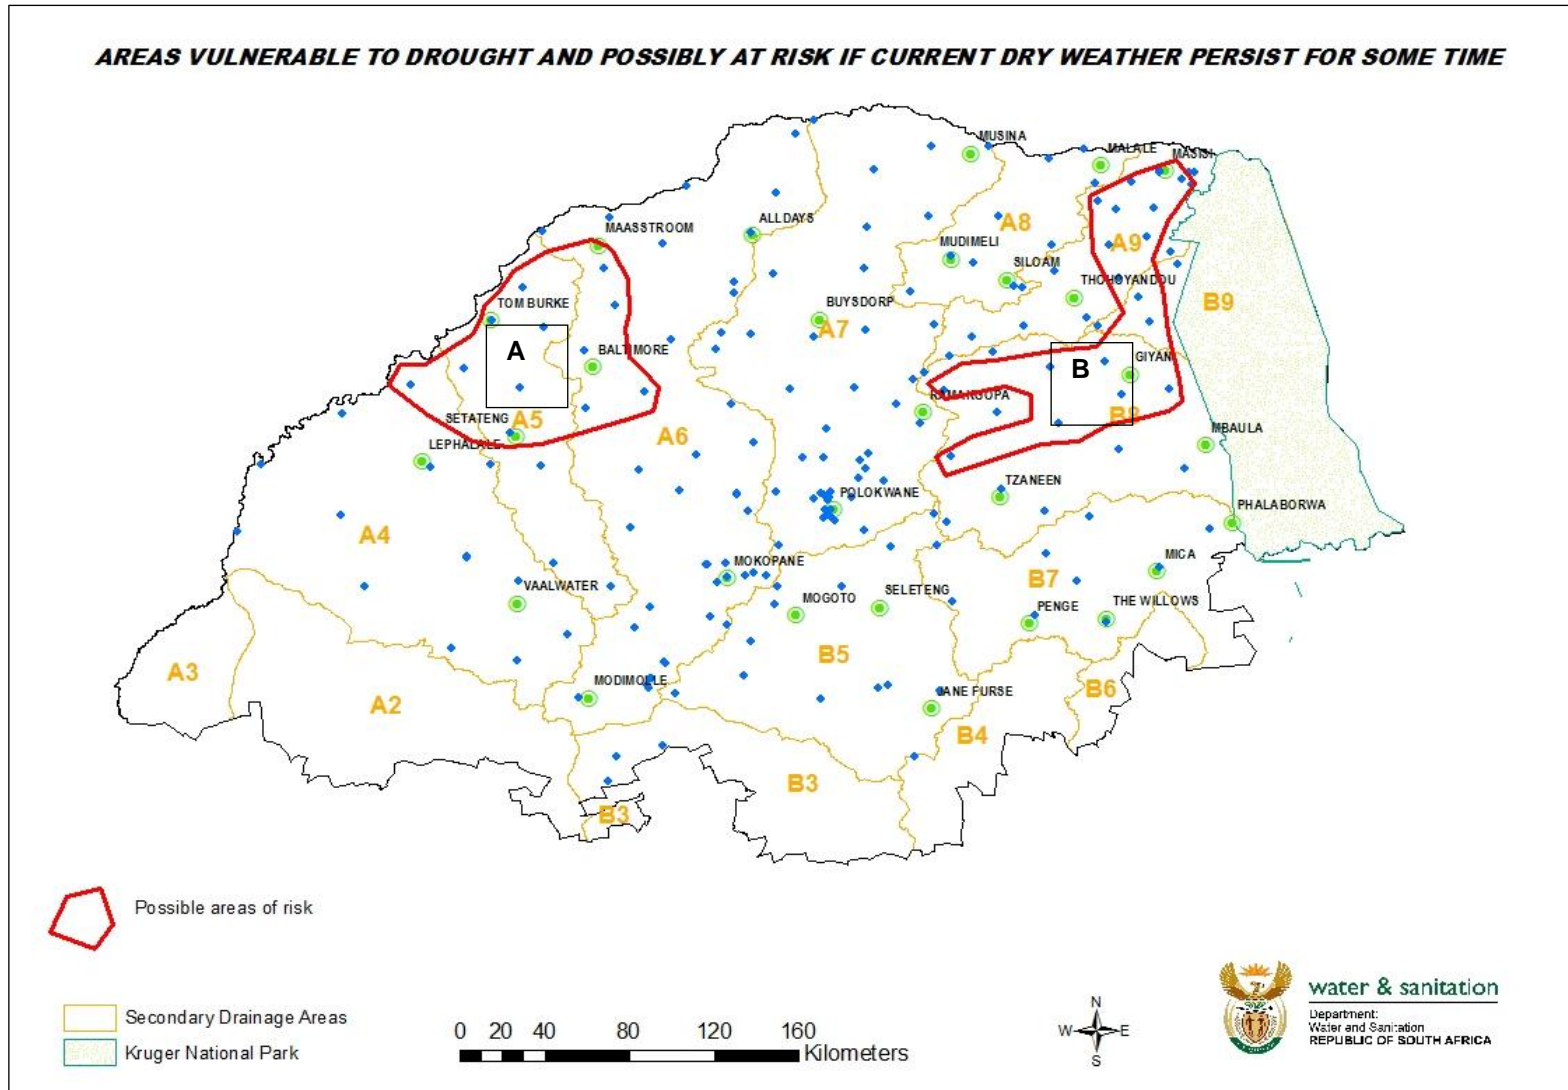 AREAS VULNERABLE TO DROUGHT AND POSSIBLY AT RISK IF CURRENT DRY WEATHER PERSIST FOR SOME TIME
MUSINA
MALALE
MASISI
A8
MAASSTROOM
ALLDAYS
MUDIMELI
A9
SILOAM
THOHOYANDOU
TOM BURKE
BUYSDORP
A7
B9
A
BALTIMORE
B
GIYANI
RAMAKGOPA
SETATENG
A5
B8
LEPHALALE
A6
MBAULA
TZANEEN
POLOKWANE
PHALABORWA
A4
MOKOPANE
MICA
VAALWATER
B7
MOGOTO
SELETENG
PENGE
THE WILLOWS
A3
B5
MODIMOLLE
B6
A2
JANE FURSE
B4
B3
B3
Possible areas of risk
Secondary Drainage Areas
Kruger National Park
0 20 40 80 120 160
Kilometers
N
W E
S
water & sanitation
Department:
Water and Sanitation
REPUBLIC OF SOUTH AFRICA